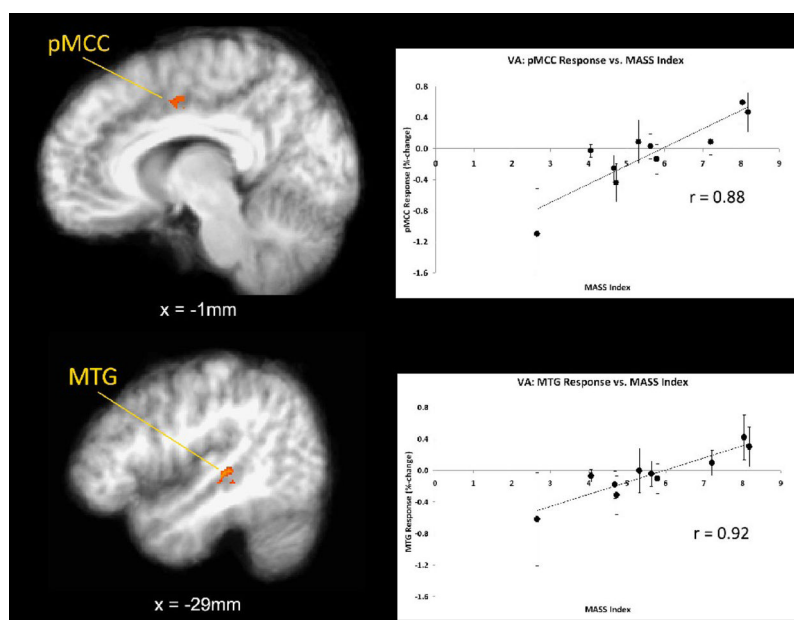 pMCC
x = -1mm
VA: pMCC Response vs. MASS Index
0.8
0.4
0.0
-0.4
-0.8
-1.2
-1.6
0 1 2 3 4 5 6 7 8 9
pMCC Response (%-change)
r = 0.88
MASS Index
MTG
x = -29mm
VA: MTG Response vs. MASS Index
0.8
0.4
0.0
-0.4
-0.8
-1.2
-1.6
0 1 2 3 4 5 6 7 8 9
MTG Response (%-change)
r = 0.92
MASS Index